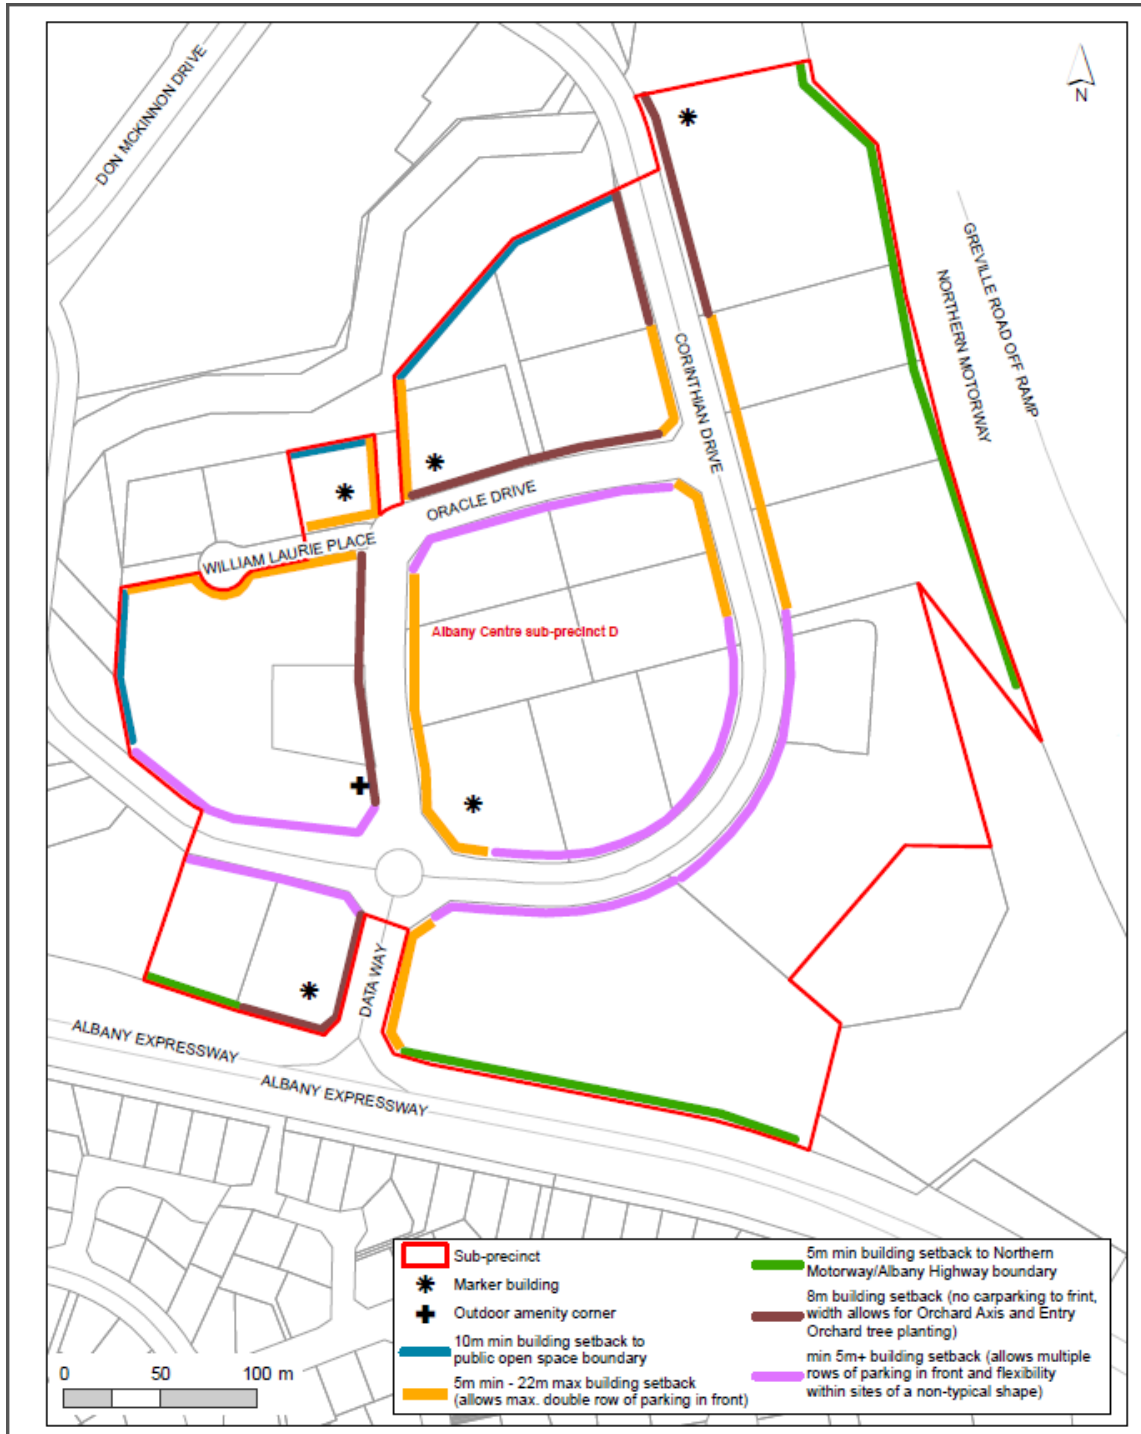 N
DON MCKINNON DRIVE
GREVILLE ROAD OFF RAMP
NORTHERN MOTORWAY
CORINTHIAN DRIVE
ORACLE DRIVE
WILLIAM LAURIE PLACE
Albany Centre sub-precinct D
DATA WAY
ALBANY EXPRESSWAY
ALBANY EXPRESSWAY
Sub-precinct
Marker building
Outdoor amenity corner
10m min building setback to
public open space boundary
5m min - 22m max building setback
(allows max. double row of parking in front)
5m min building setback to Northern
Motorway/Albany Highway boundary
8m building setback (no carparking to frint,
width allows for Orchard Axis and Entry
Orchard tree planting)
min 5m+ building setback (allows multiple
rows of parking in front and flexibility
within sites of a non-typical shape)
0 50 100 m